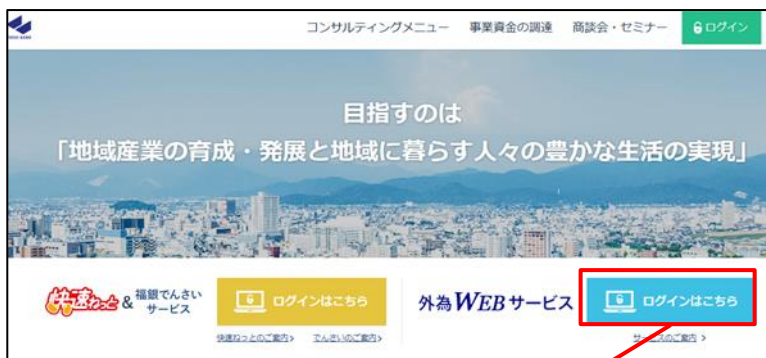 コンサルティングメニュー 事業資金の調達 商談会・セミナー ログイン
目指すのは
「地域産業の育成・発展と地域に暮らす人々の豊かな生活の実現」
快速ねっと & 福銀でんさいサービス ログインはこちら 外為WEBサービス ログインはこちら
快速ねっとのご案内> でんさいのご案内> サービスのご案内 >